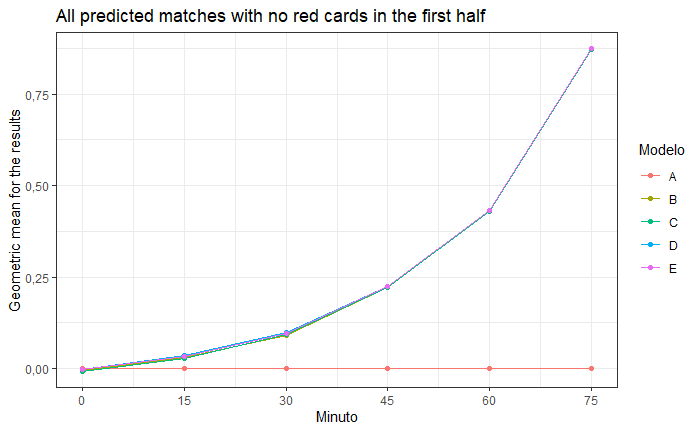 All predicted matches with no red cards in the first half
Geometric mean for the results
0,75
0,50
0,25
0,00
0 15 30 45 60 75
Minuto
Modelo
A
B
C
D
E